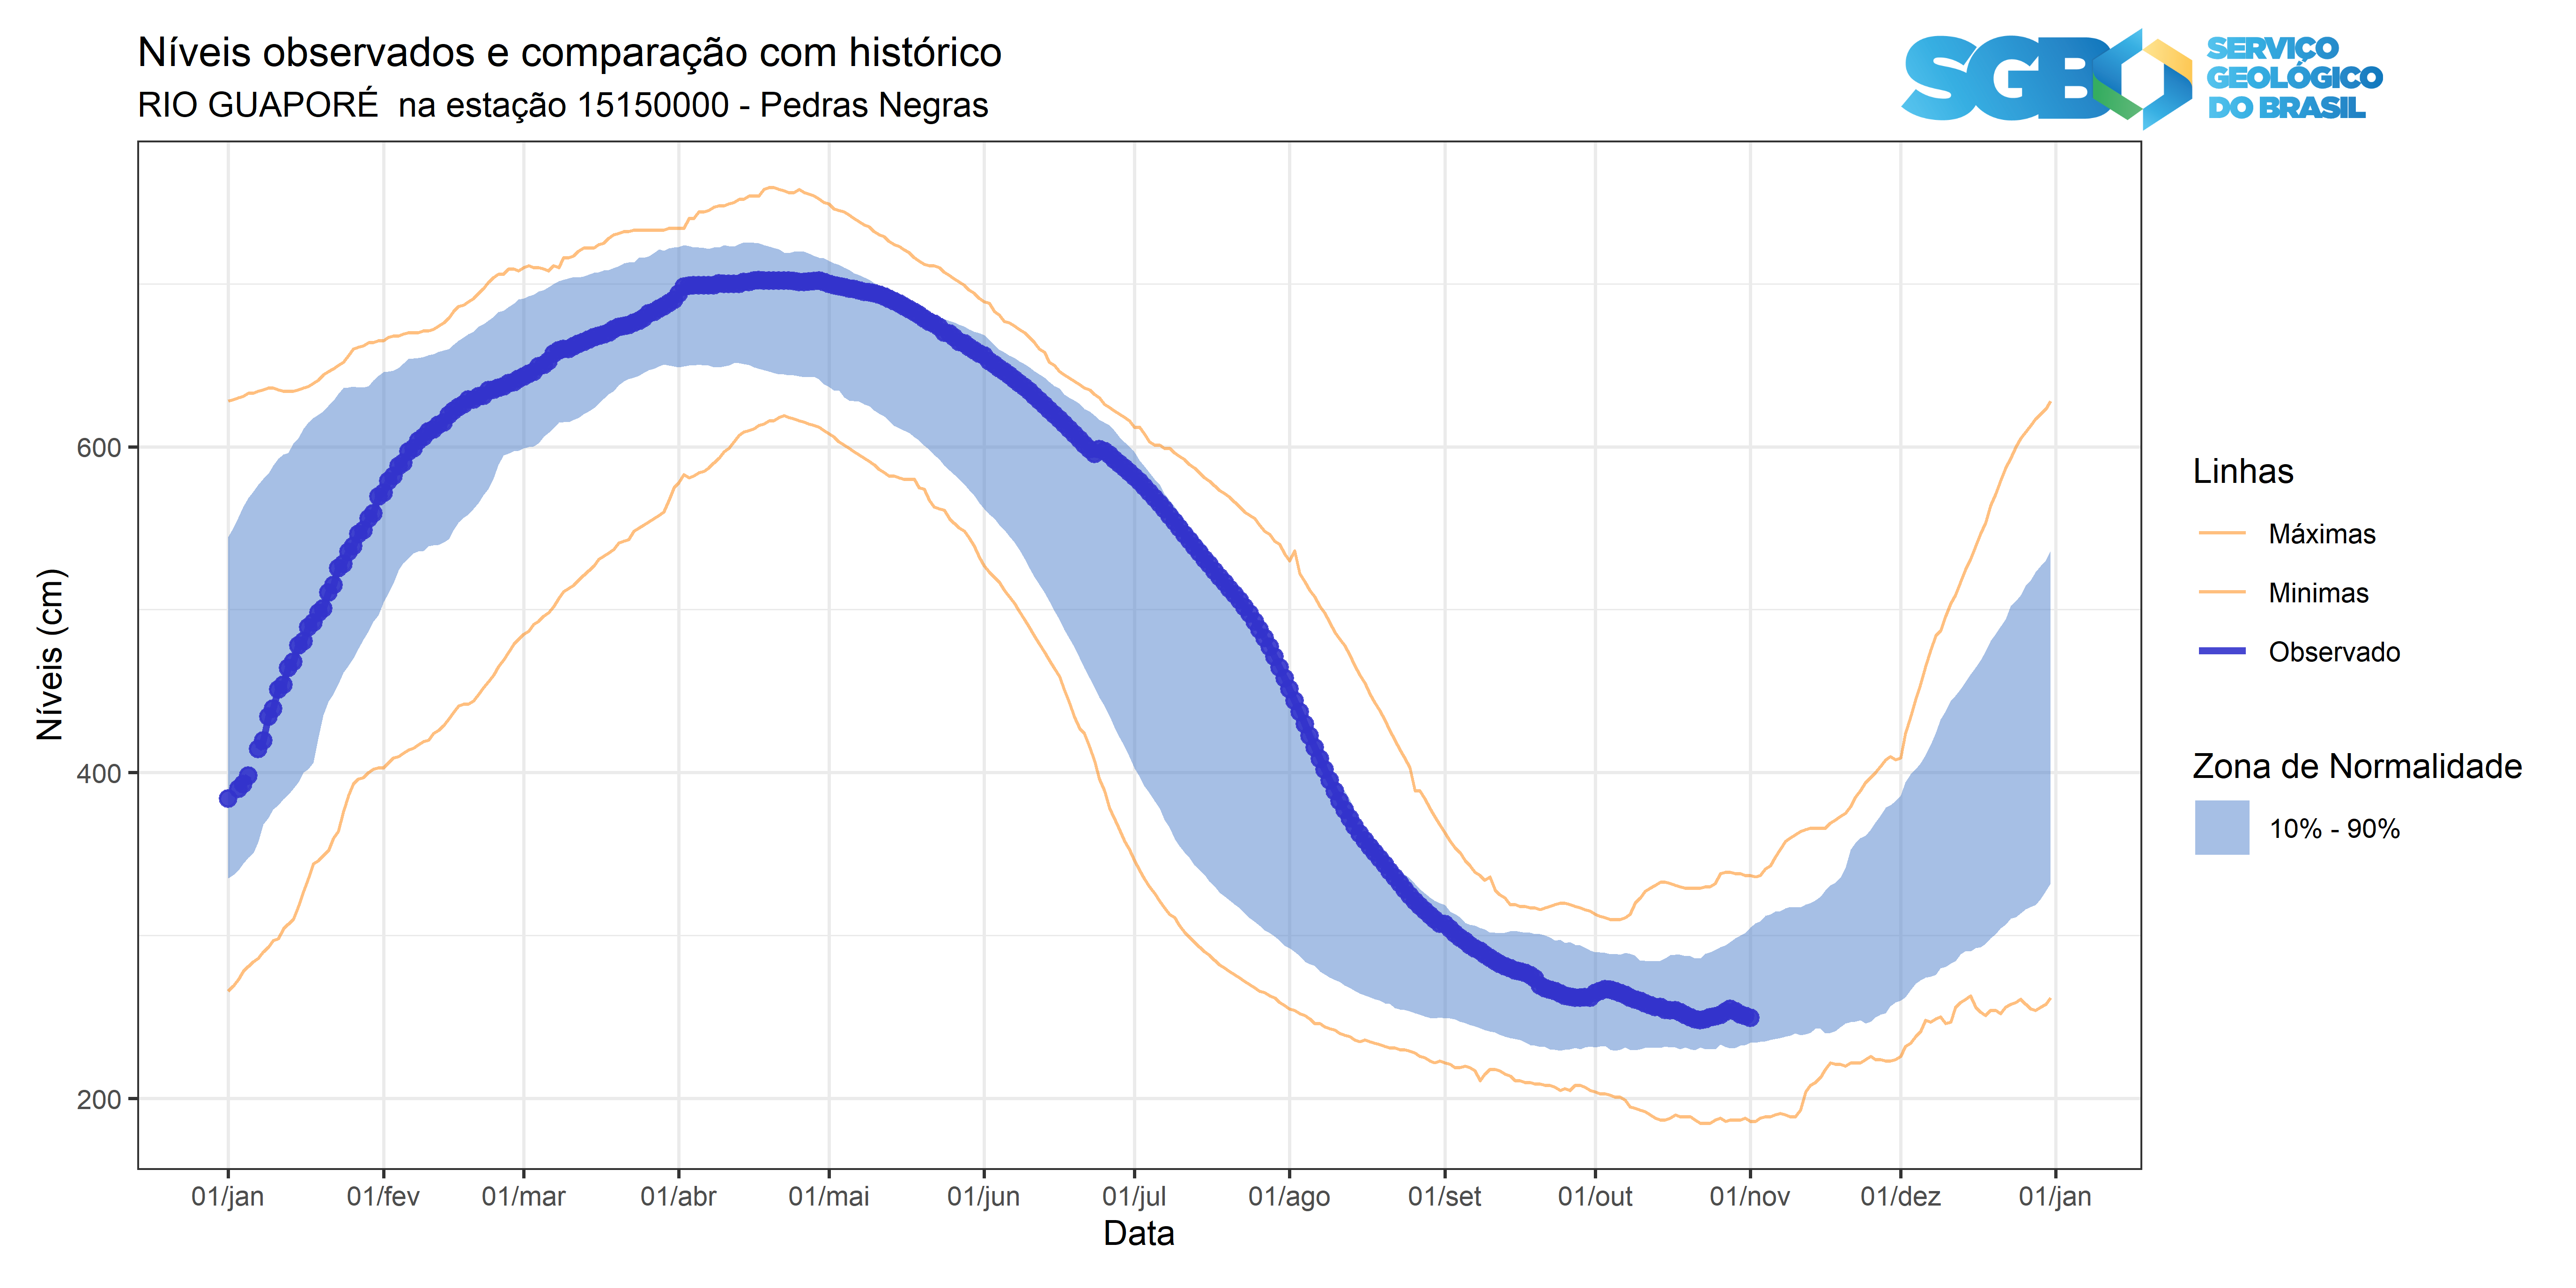 Níveis observados e comparação com histórico
RIO GUAPORÉ  na estação 15150000 - Pedras Negras
SGB
SERVIÇO
GEOLÓGICO
DO BRASIL
Níveis (cm)
600
400
200
01/jan
01/fev
01/mar
01/abr
01/mai
01/jun
01/jul
01/ago
01/set
01/out
01/nov
01/dez
01/jan
Data
Linhas
Máximas
Minimas
Observado
Zona de Normalidade
10% - 90%